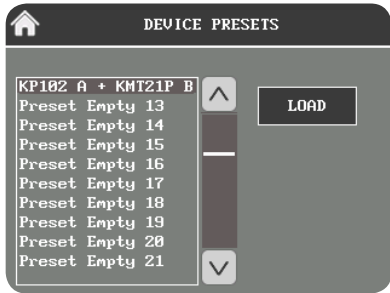 DEVICE PRESETS
KP102 A + KMT21P B
Preset Empty 13
Preset Empty 14
Preset Empty 15
Preset Empty 16
Preset Empty 17
Preset Empty 18
Preset Empty 19
Preset Empty 20
Preset Empty 21
LOAD